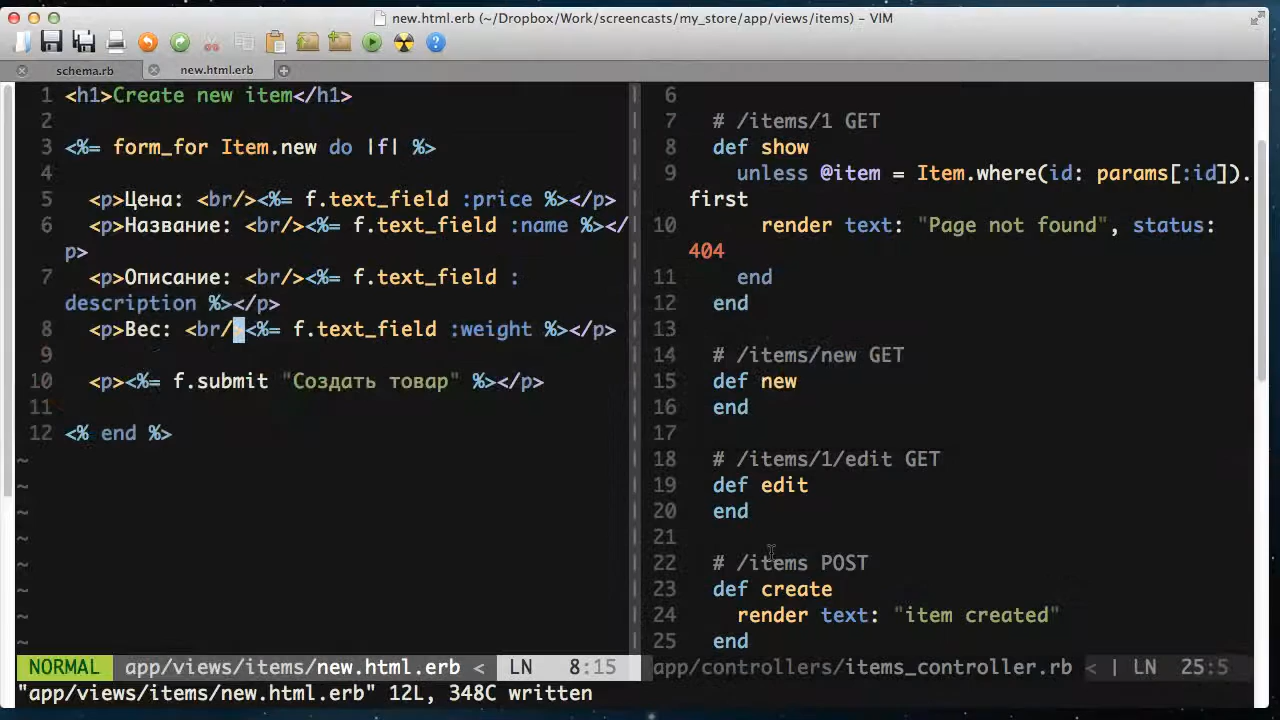 new.html.erb (~/Dropbox/Work/screencasts/my_store/app/views/items) – VIM
schema.rb
new.html.erb
1 <h1>Create new item</h1>
2
3 <%= form_for Item.new do |f| %>
4
5 <p>Цена: <br/><%= f.text_field :price %></p>
6 <p>Название: <br/><%= f.text_field :name %></
p>
7 <p>Описание: <br/><%= f.text_field :
description %></p>
8 <p>Вес: <br/><%= f.text_field :weight %></p>
9
10 <p><%= f.submit "Создать товар" %></p>
11
12 <% end %>
~
~
~
~
~
~
~
~
NORMAL app/views/items/new.html.erb < LN 8:15
6
7 # /items/1 GET
8 def show
9 unless @item = Item.where(id: params[:id]).
first
10 render text: "Page not found", status:
404
11 end
12 end
13
14 # /items/new GET
15 def new
16 end
17
18 # /items/1/edit GET
19 def edit
20 end
21
22 # /items POST
23 def create
24 render text: "item created"
25 end
app/controllers/items_controller.rb < | LN 25:5
"app/views/items/new.html.erb" 12L, 348C written